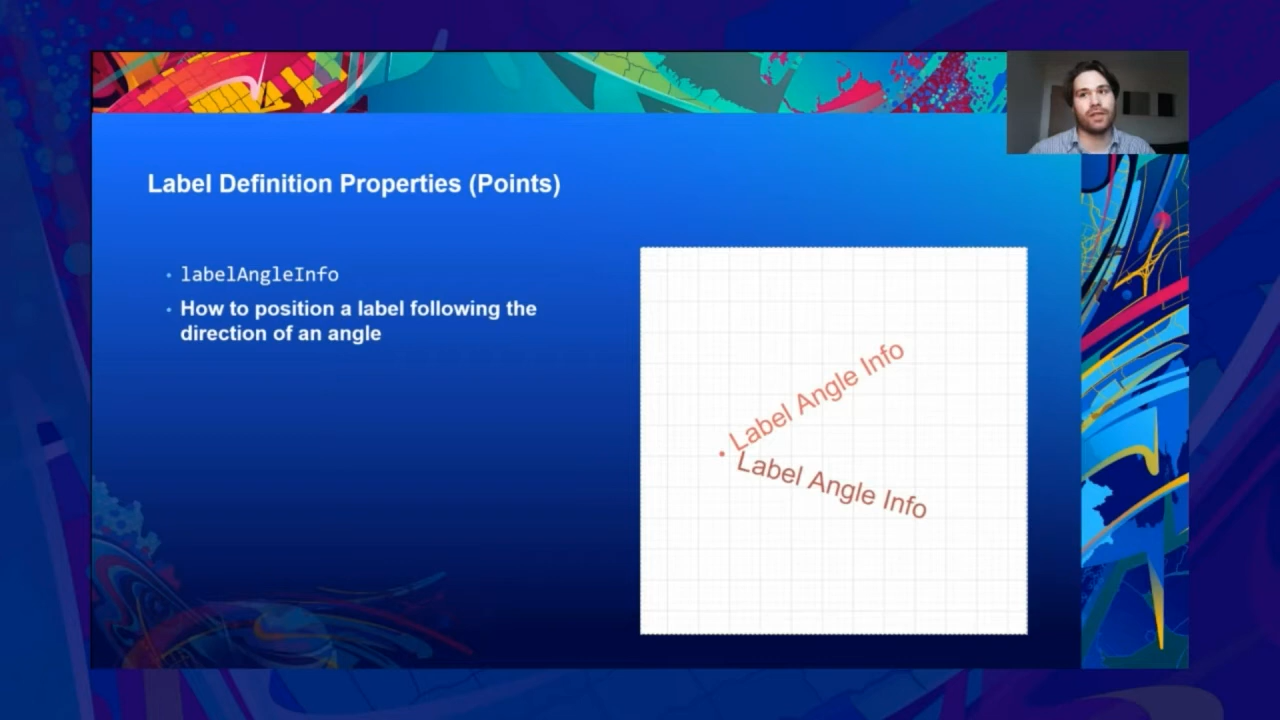 Label Definition Properties (Points)
labelAngleInfo
How to position a label following the
direction of an angle
Label Angle Info
Label Angle Info